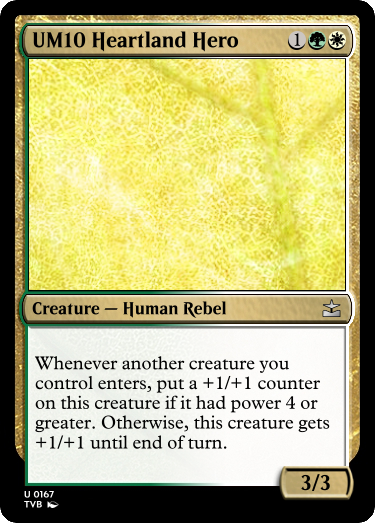 UM10 Heartland Hero 1
Creature — Human Rebel
Whenever another creature you
control enters, put a +1/+1 counter
on this creature if it had power 4 or
greater. Otherwise, this creature gets
+1/+1 until end of turn.
3/3
U 0167
TVB